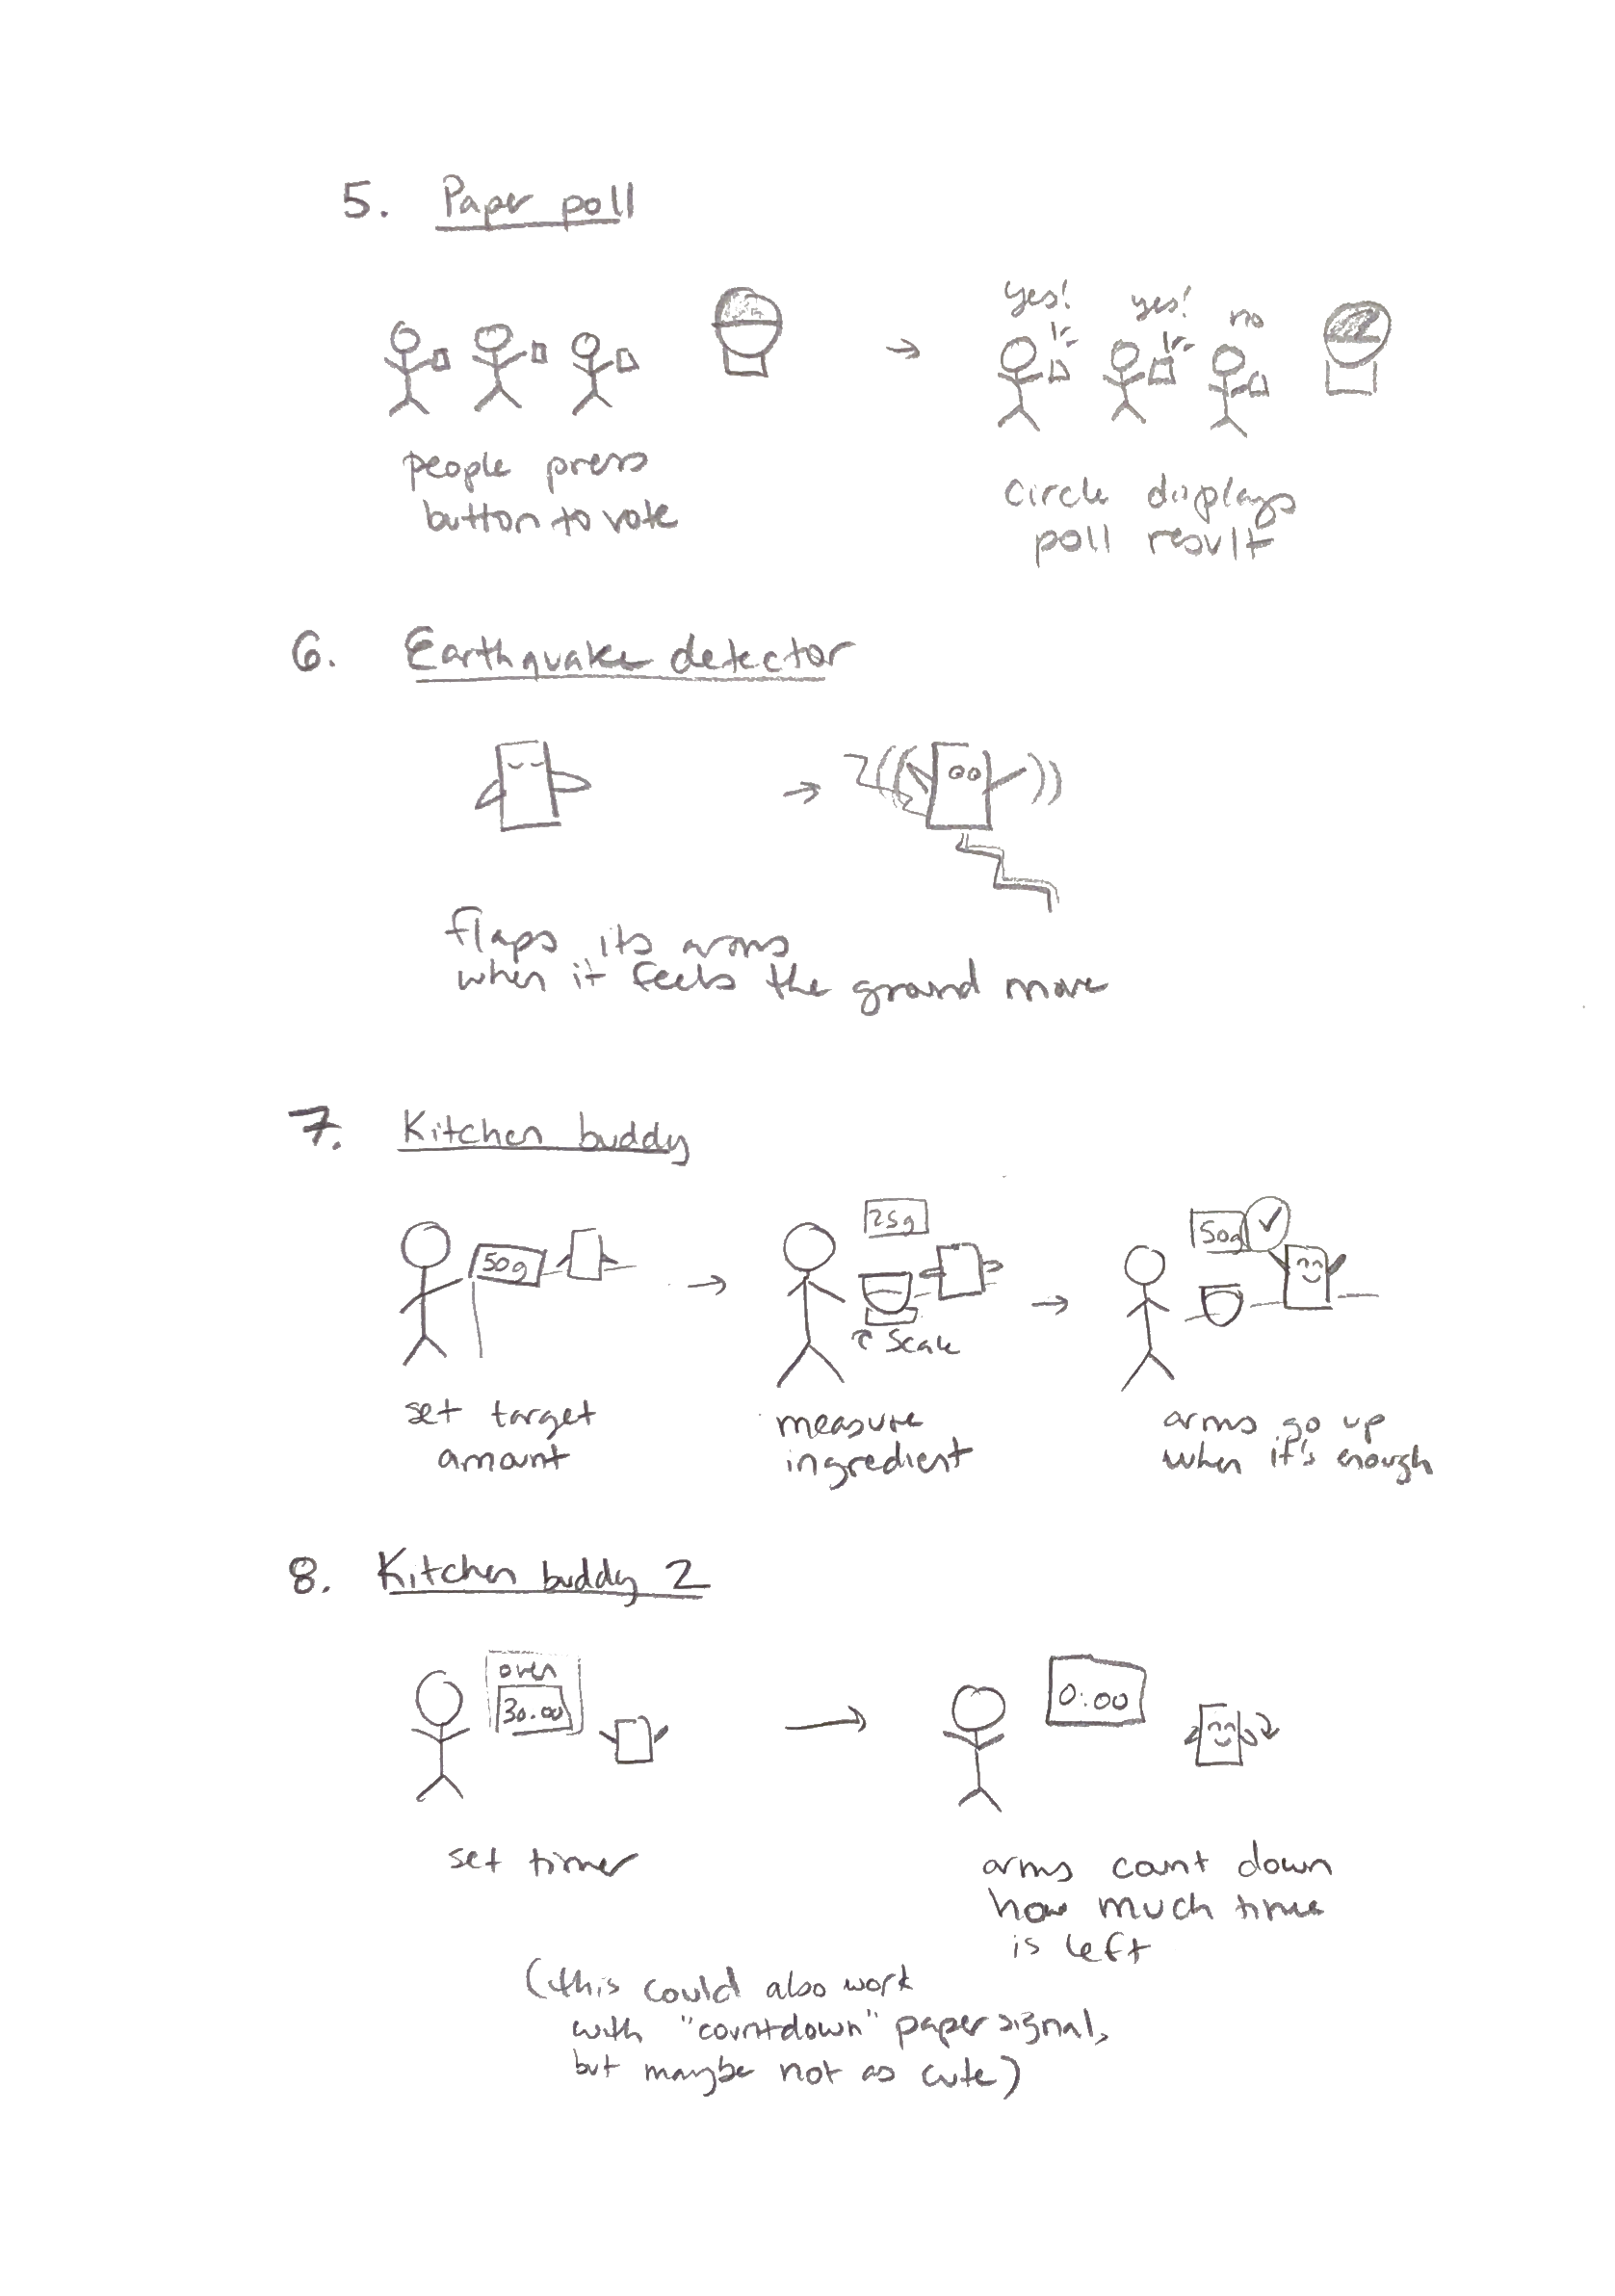 5. Paper poll
yes! yes! no
people press
button to vote
circle displays
poll result
6. Earthquake detector
flaps its arms
when it feels the ground move
7. Kitchen buddy
50g
25g
50g
scale
set target
amount
measure
ingredient
arms go up
when it's enough
8. Kitchen buddy 2
oven
30.00
0:00
set timer
arms count down
how much time
is left
(this could also work
with "countdown" paper signal,
but maybe not as cute)